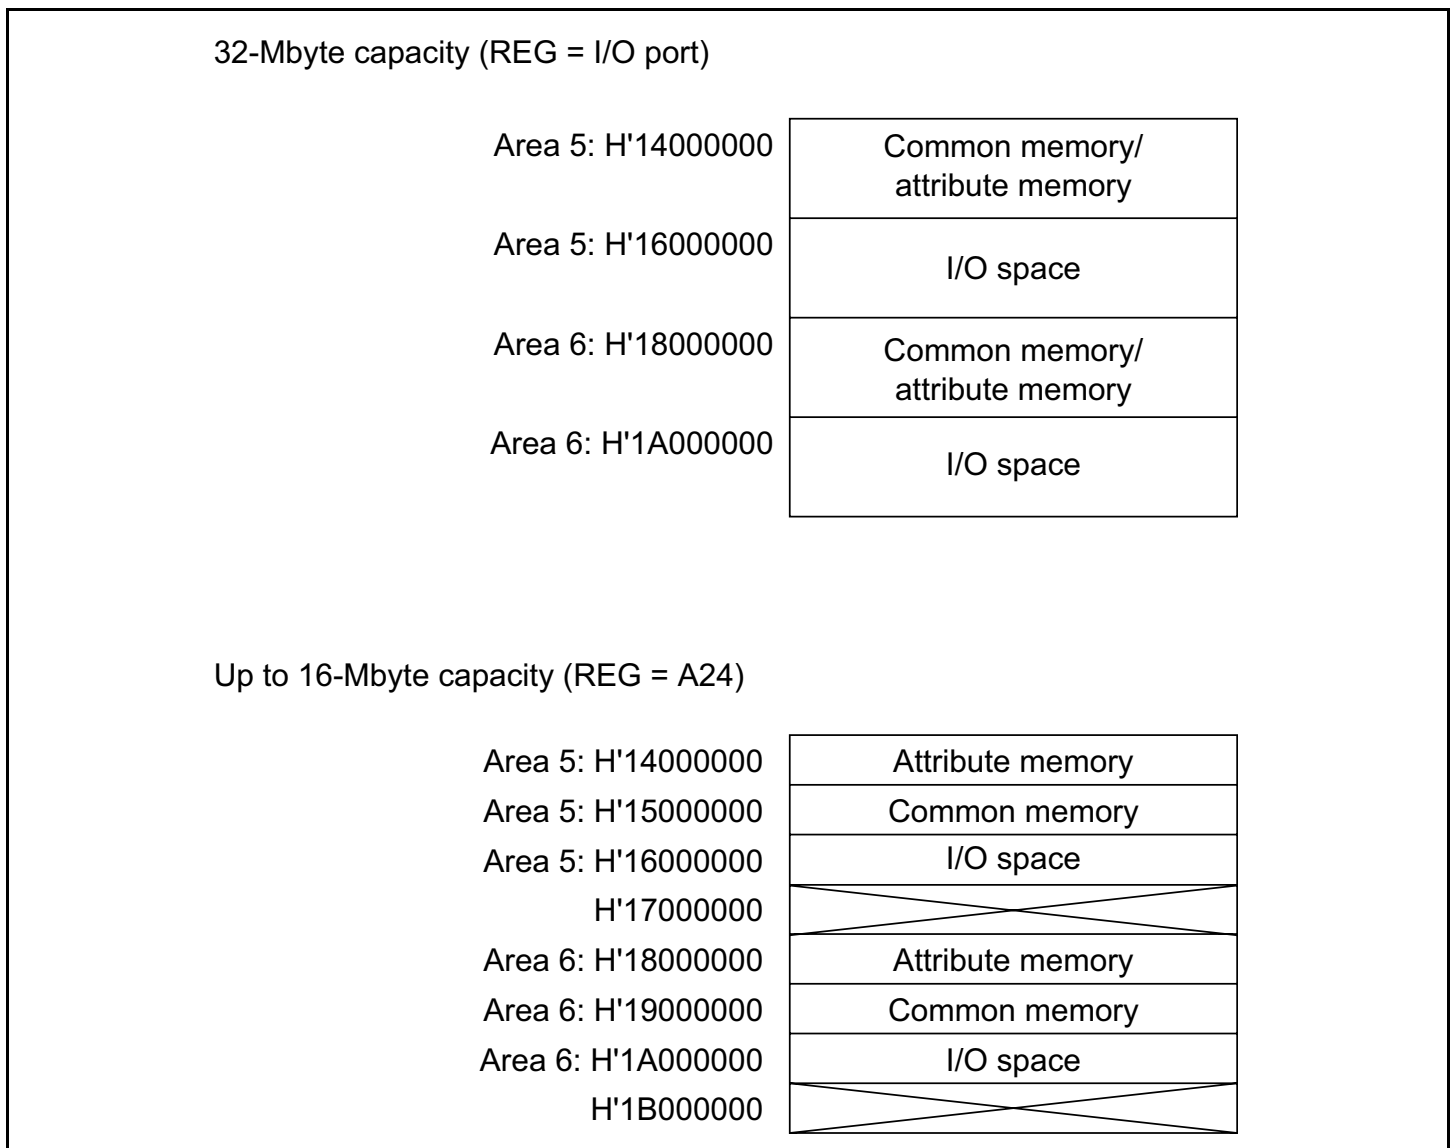 32-Mbyte capacity (REG = I/O port)
Area 5: H'14000000
Common memory/
attribute memory
Area 5: H'16000000
I/O space
Area 6: H'18000000
Common memory/
attribute memory
Area 6: H'1A000000
I/O space
Up to 16-Mbyte capacity (REG = A24)
Area 5: H'14000000 Attribute memory
Area 5: H'15000000 Common memory
Area 5: H'16000000 I/O space
H'17000000
Area 6: H'18000000 Attribute memory
Area 6: H'19000000 Common memory
Area 6: H'1A000000 I/O space
H'1B000000